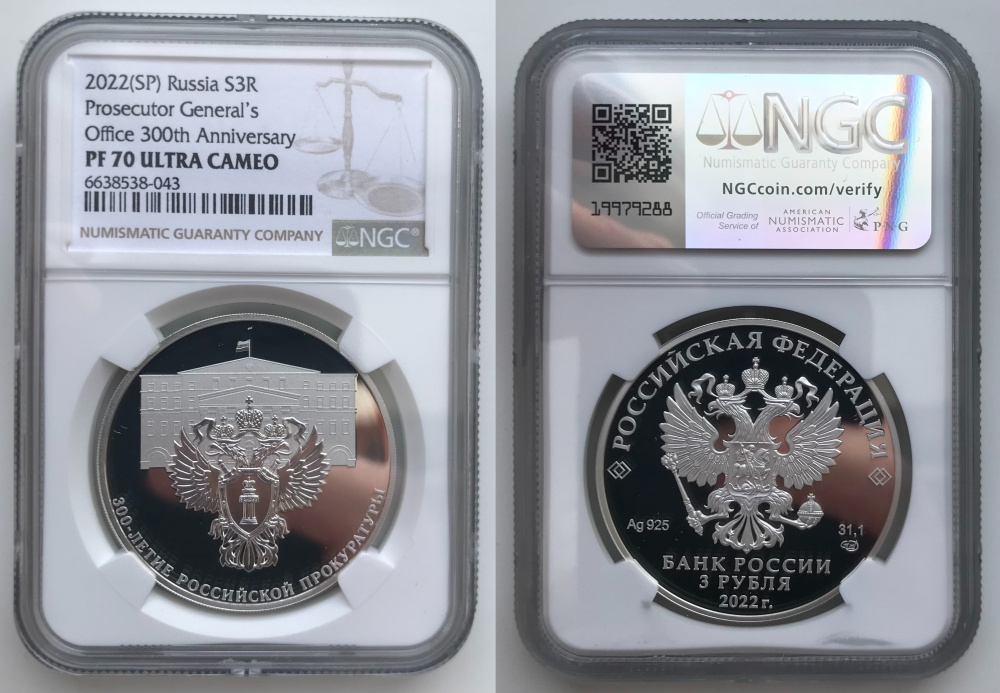 2022(SP) Russia S3R
Prosecutor General's
Office 300th Anniversary
PF 70 ULTRA CAMEO
6638538-043
NUMISMATIC GUARANTY COMPANY
NGC®
300-ЛЕТИЕ РОССИЙСКОЙ ПРОКУРАТУРЫ
19979288
NGC
Numismatic Guaranty Company
NGCcoin.com/verify
Official Grading
Service of
AMERICAN
NUMISMATIC
ASSOCIATION
PNG
РОССИЙСКАЯ ФЕДЕРАЦИЯ
Ag 925
31,1
БАНК РОССИИ
3 РУБЛЯ
2022 г.